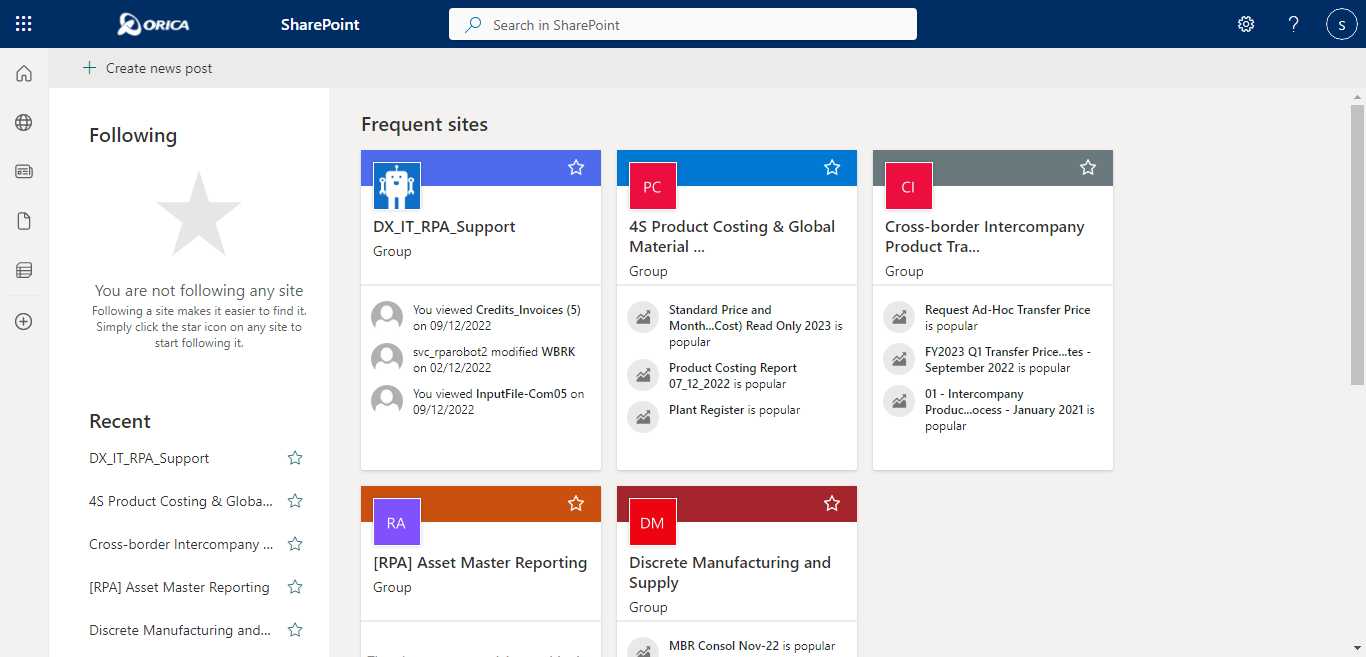 ORICA
SharePoint
Search in SharePoint
?
S
Create news post
Following
You are not following any site
Following a site makes it easier to find it.
Simply click the star icon on any site to
start following it.
Recent
DX_IT_RPA_Support
4S Product Costing & Globa...
Cross-border Intercompany ...
[RPA] Asset Master Reporting
Discrete Manufacturing and...
Frequent sites
DX_IT_RPA_Support
Group
You viewed Credits_Invoices (5)
on 09/12/2022
svc_rparobot2 modified WBRK
on 02/12/2022
You viewed InputFile-Com05 on
09/12/2022
PC
4S Product Costing & Global
Material ...
Group
Standard Price and
Month...Cost) Read Only 2023 is
popular
Product Costing Report
07_12_2022 is popular
Plant Register is popular
CI
Cross-border Intercompany
Product Tra...
Group
Request Ad-Hoc Transfer Price
is popular
FY2023 Q1 Transfer Price...tes -
September 2022 is popular
01 - Intercompany
Produc...ocess - January 2021 is
popular
RA
[RPA] Asset Master Reporting
Group
DM
Discrete Manufacturing and
Supply
Group
MBR Consol Nov-22 is popular